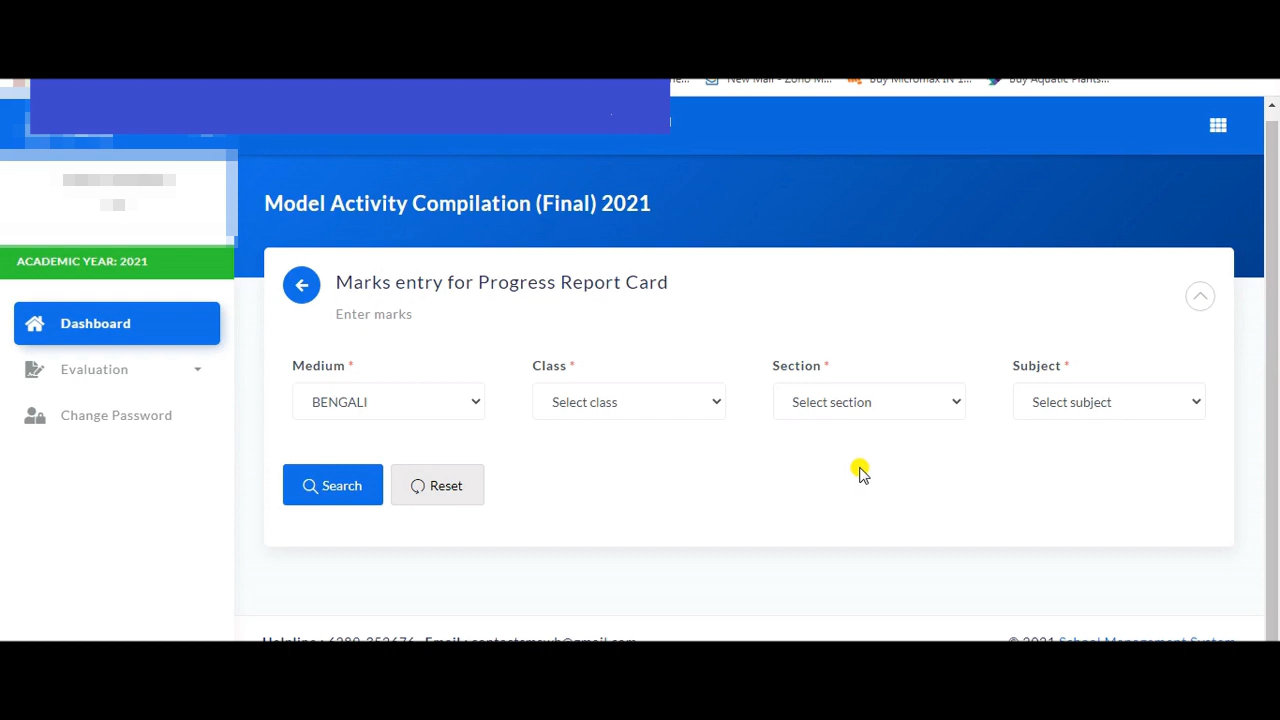 New Mail - Zoho M...
Buy Micromax IN 1...
Buy Aquatic Plants...
Model Activity Compilation (Final) 2021
ACADEMIC YEAR: 2021
Dashboard
Evaluation
Change Password
Marks entry for Progress Report Card
Enter marks
Medium *
Class *
Section *
Subject *
BENGALI
Select class
Select section
Select subject
Search
Reset
Helpline : 6289-352676, Email : contactsmswb@gmail.com
© 2021 School Management System